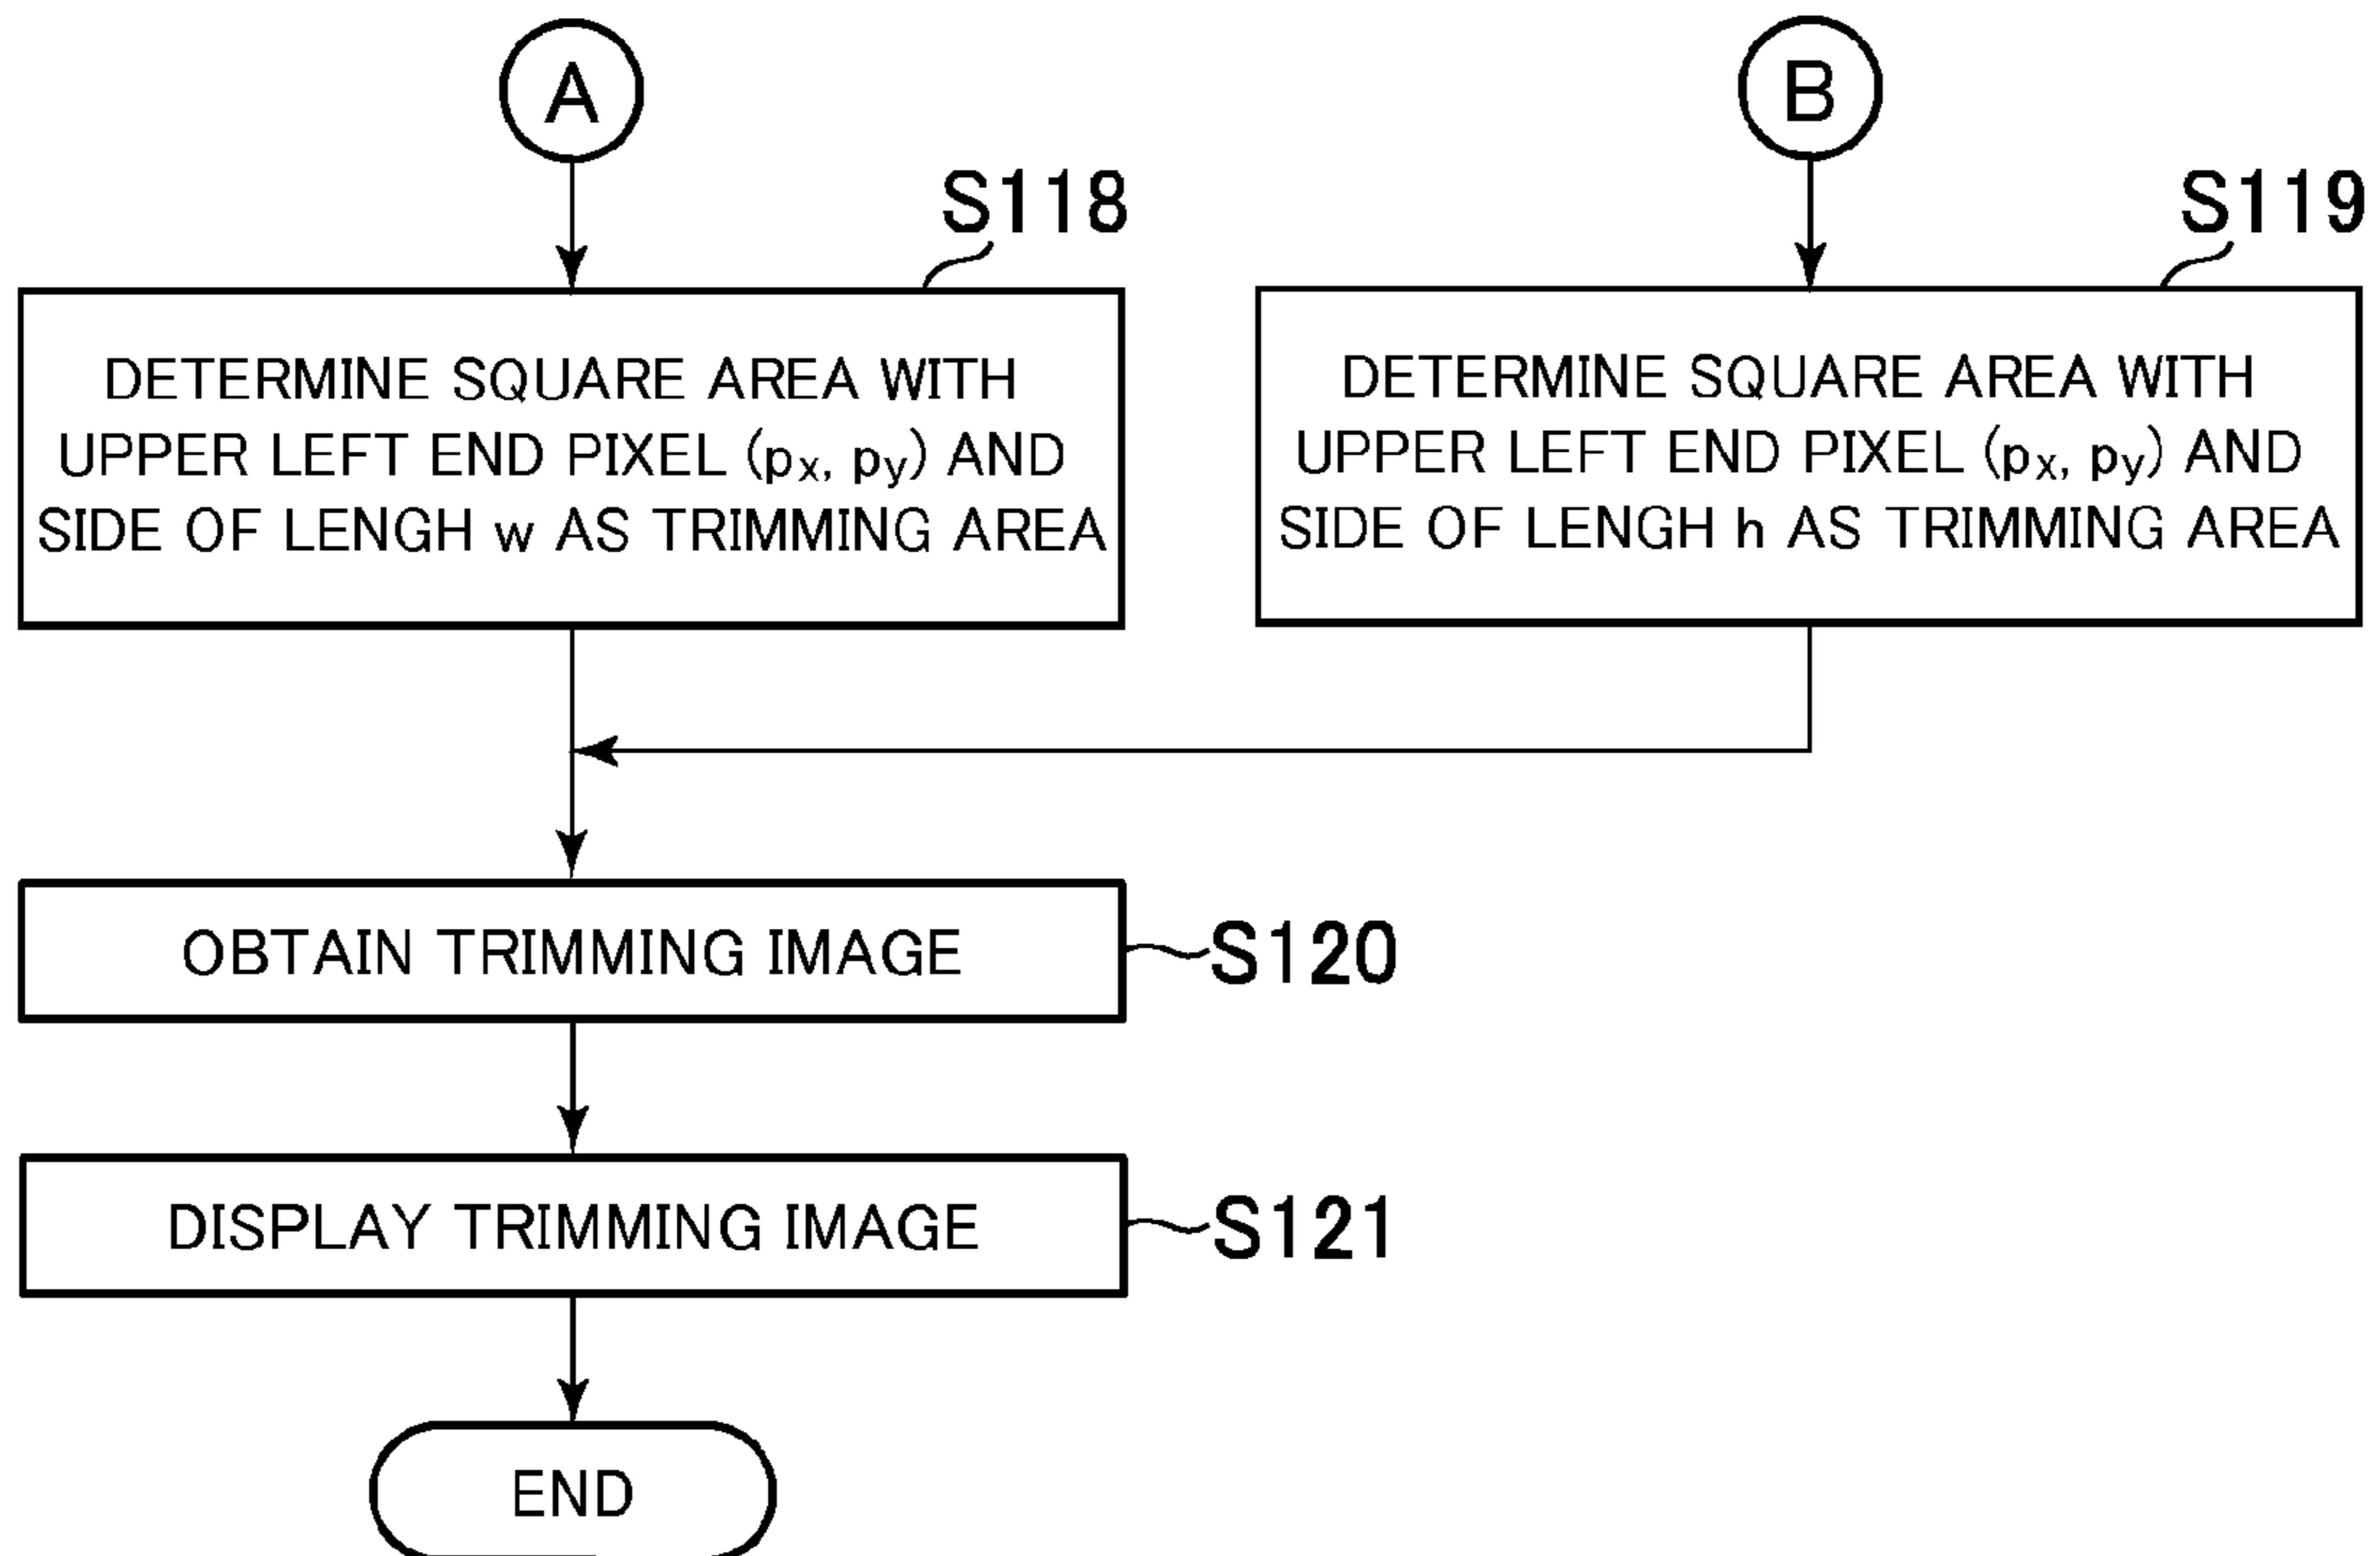 A
B
S118
S119
DETERMINE SQUARE AREA WITH
UPPER LEFT END PIXEL (px, py) AND
SIDE OF LENGH w AS TRIMMING AREA
DETERMINE SQUARE AREA WITH
UPPER LEFT END PIXEL (px, py) AND
SIDE OF LENGH h AS TRIMMING AREA
OBTAIN TRIMMING IMAGE
S120
DISPLAY TRIMMING IMAGE
S121
END